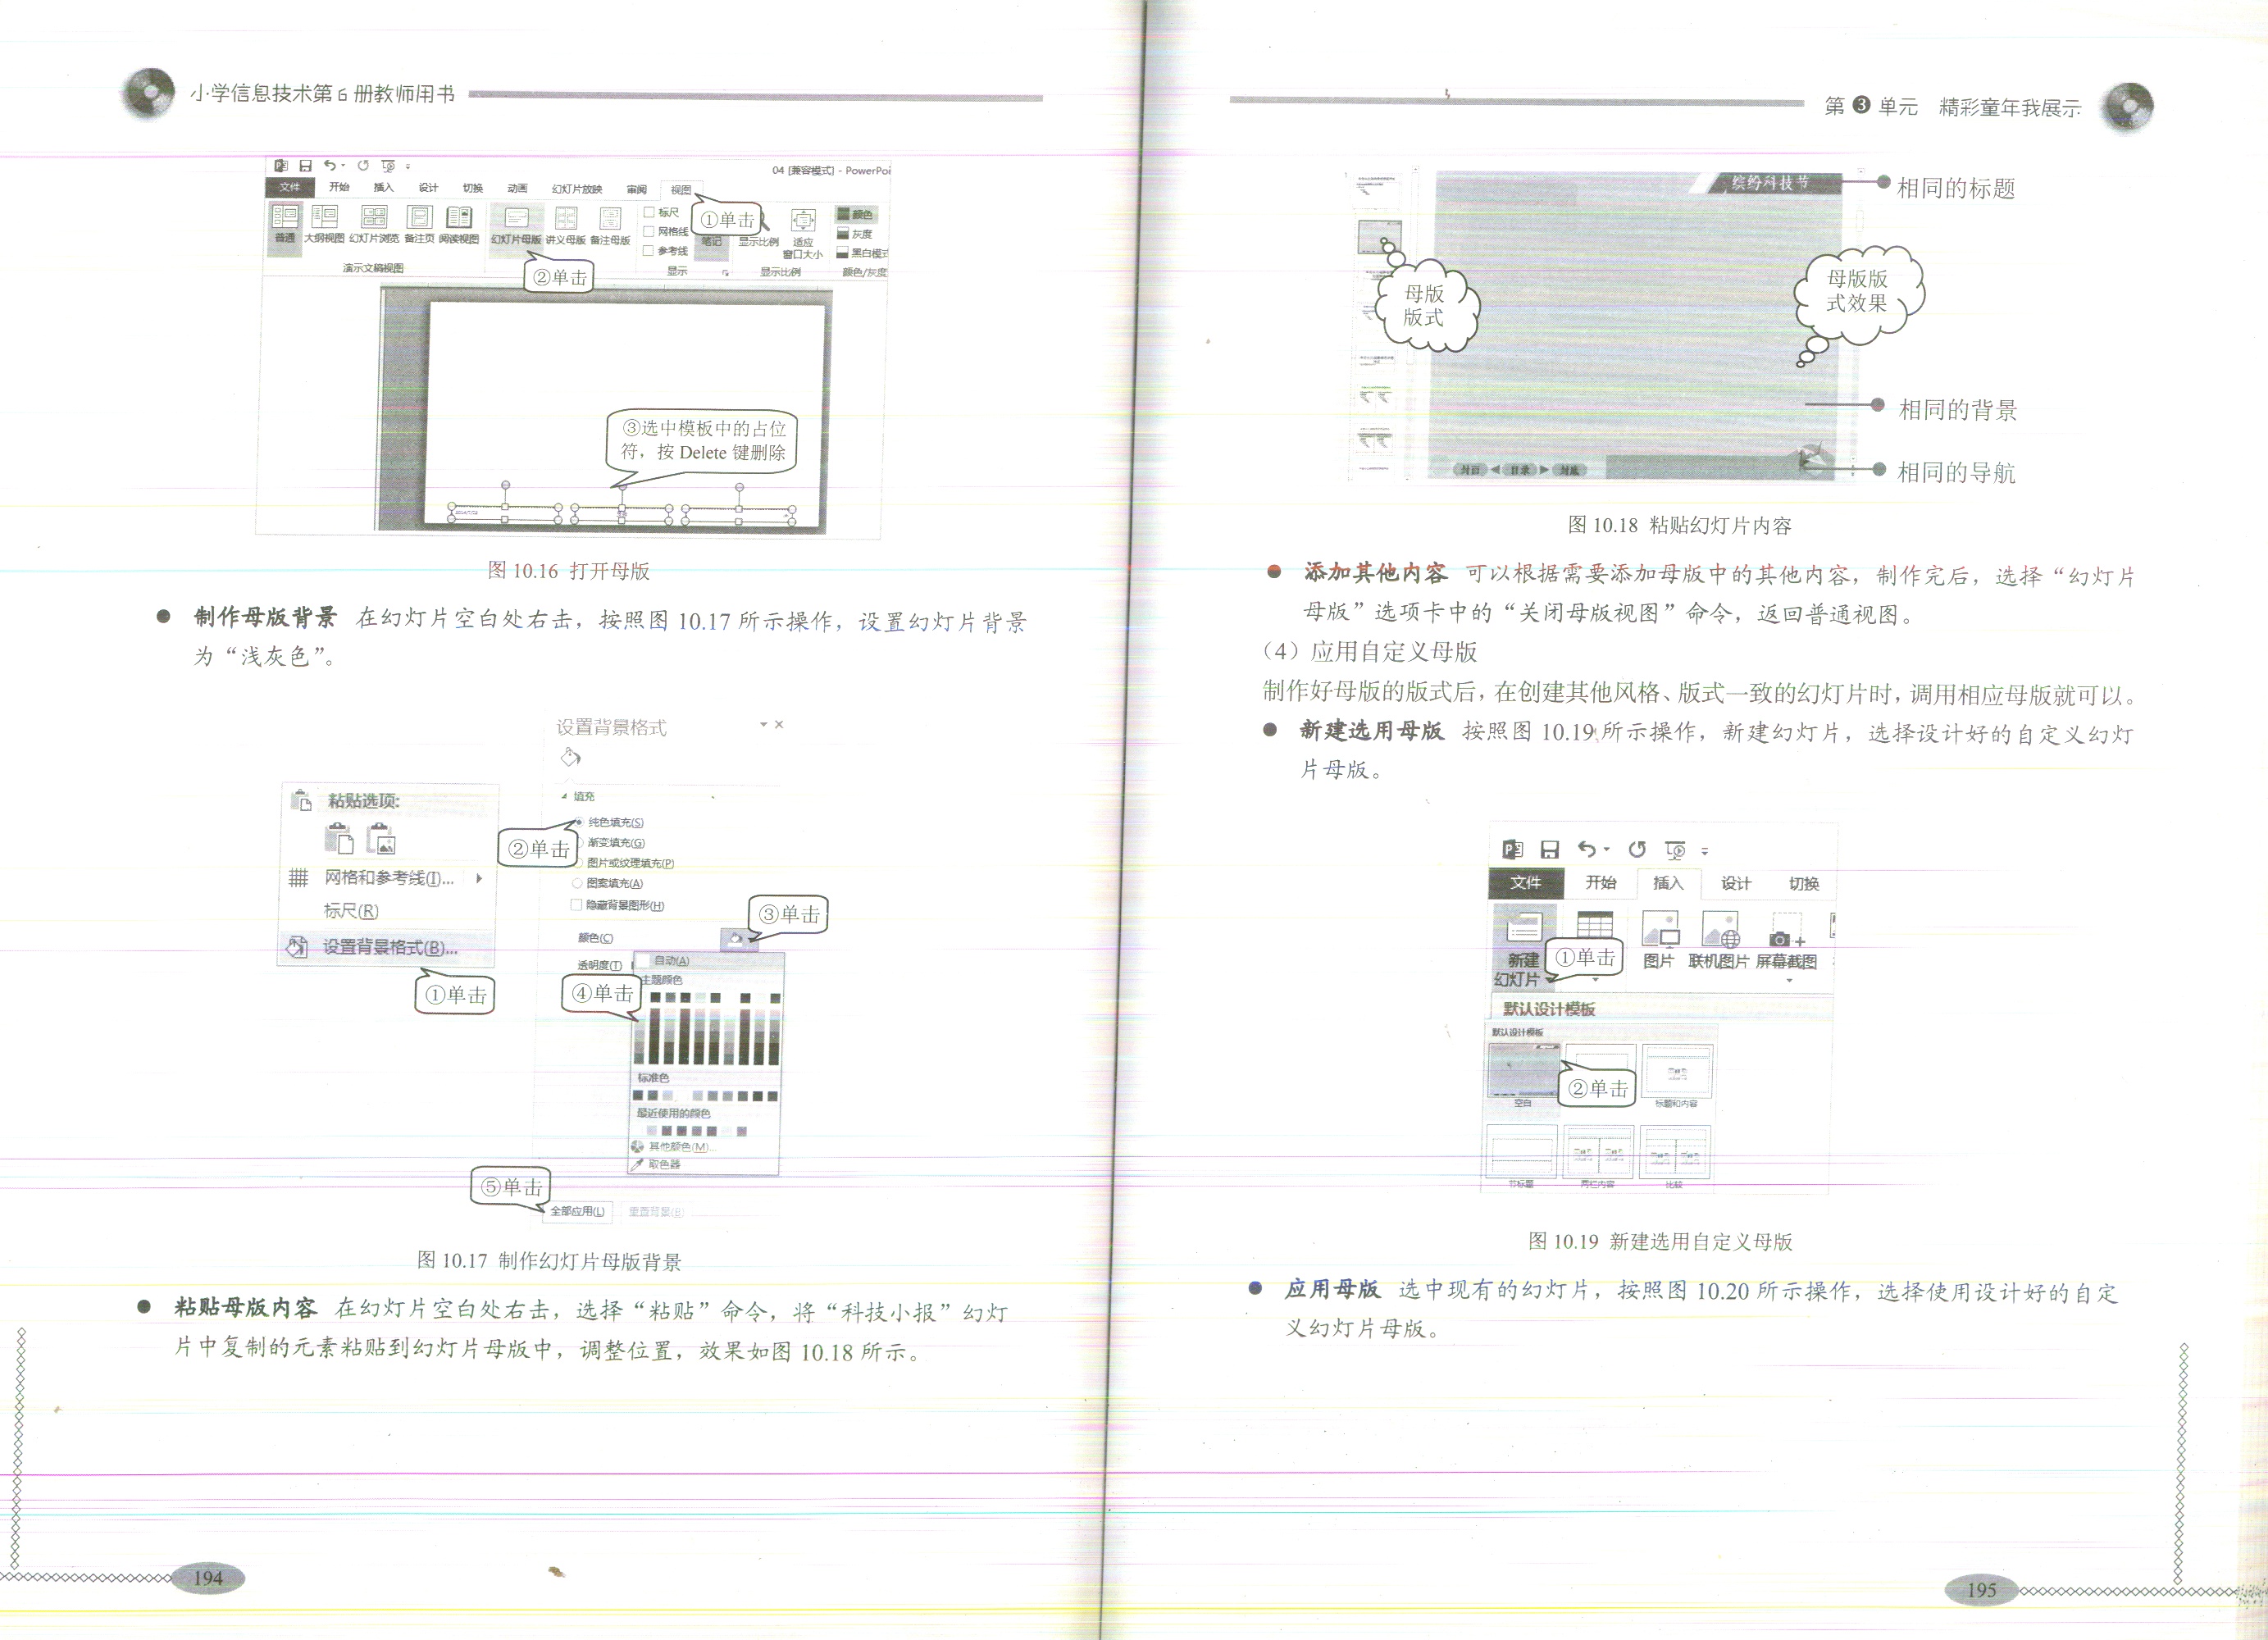 小学信息技术第6册教师用书
04 [兼容模式] - PowerPoi
文件 开始 插入 设计 切换 动画 幻灯片放映 审阅 视图
普通 大纲视图 幻灯片浏览 备注页 阅读视图 幻灯片母版 讲义母版 备注母版
标尺
网格线
参考线
①单击
笔记 显示比例 适应
窗口大小
颜色
灰度
黑白模式
演示文稿视图 显示 显示比例 颜色/灰度
②单击
③选中模板中的占位
符，按 Delete 键删除
图 10.16 打开母版
● 制作母版背景 在幻灯片空白处右击，按照图 10.17 所示操作，设置幻灯片背景
为“浅灰色”。
粘贴选项:
网格和参考线(I)...
标尺(R)
设置背景格式(B)...
①单击
设置背景格式
填充
纯色填充(S)
②单击
渐变填充(G)
图片或纹理填充(P)
图案填充(A)
隐藏背景图形(H)
③单击
颜色(C)
透明度(T)
自动(A)
主题颜色
④单击
标准色
最近使用的颜色
其他颜色(M)...
取色器
⑤单击
全部应用(L) 重置背景(B)
图 10.17 制作幻灯片母版背景
● 粘贴母版内容 在幻灯片空白处右击，选择“粘贴”命令，将“科技小报”幻灯
片中复制的元素粘贴到幻灯片母版中，调整位置，效果如图 10.18 所示。
194
第❸单元 精彩童年我展示
缤纷科技节
相同的标题
母版
版式
母版版
式效果
相同的背景
封面 目录 封底
相同的导航
图 10.18 粘贴幻灯片内容
● 添加其他内容 可以根据需要添加母版中的其他内容，制作完后，选择“幻灯片
母版”选项卡中的“关闭母版视图”命令，返回普通视图。
（4）应用自定义母版
制作好母版的版式后，在创建其他风格、版式一致的幻灯片时，调用相应母版就可以。
● 新建选用母版 按照图 10.19 所示操作，新建幻灯片，选择设计好的自定义幻灯
片母版。
文件 开始 插入 设计 切换
新建
幻灯片
①单击
图片 联机图片 屏幕截图
默认设计模板
默认设计模板
②单击
空白 标题和内容
节标题 两栏内容 比较
图 10.19 新建选用自定义母版
● 应用母版 选中现有的幻灯片，按照图 10.20 所示操作，选择使用设计好的自定
义幻灯片母版。
195